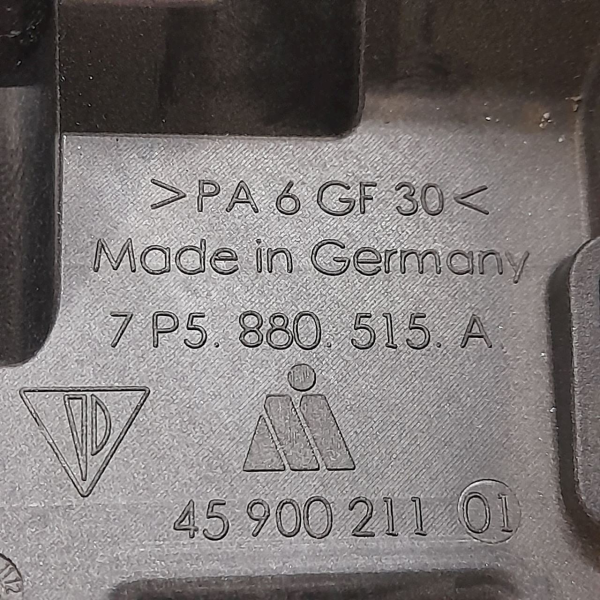 >PA 6 GF 30<
Made in Germany
7 P5. 880. 515. A
45 900 211 01